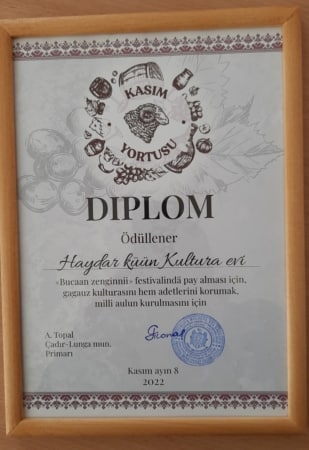 KASIM
YORTUSU
DIPLOM
Ödüllener
Haydar küün Kultura evi
«Bucaan zenginnii» festivalindä pay alması için,
gagauz kulturasını hem adetlerini korumak,
milli aulun kurulmasını için
A. Topal
Çadır-Lunga mun.
Primarı
Kasım ayın 8
2022